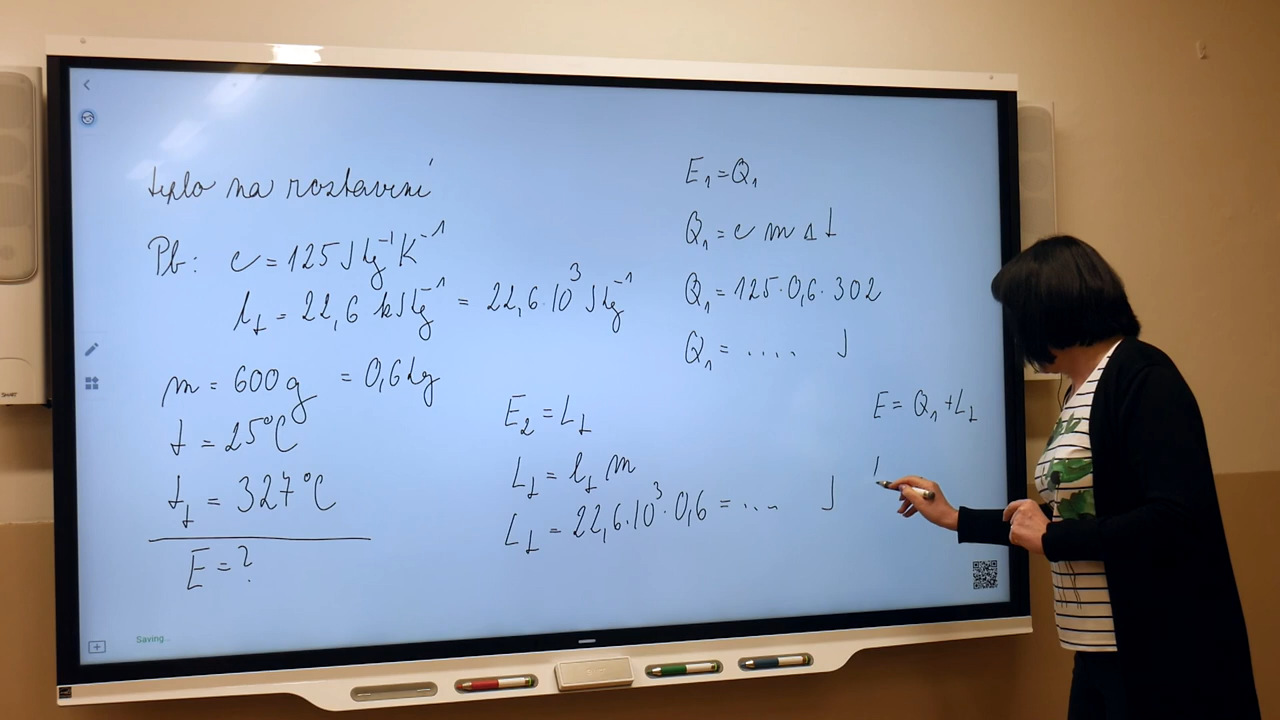 teplo na roztavení
Pb: c = 125 J kg⁻¹ K⁻¹
lₜ = 22,6 kJ kg⁻¹ = 22,6·10³ J kg⁻¹
m = 600 g = 0,6 kg
t = 25 °C
tₜ = 327 °C
E = ?
E₂ = Lₜ
Lₜ = lₜ m
Lₜ = 22,6·10³·0,6 = ... J
E₁ = Q₁
Q₁ = c m Δ t
Q₁ = 125·0,6·302
Q₁ = .... J
E = Q₁ + Lₜ
Saving...
SMART